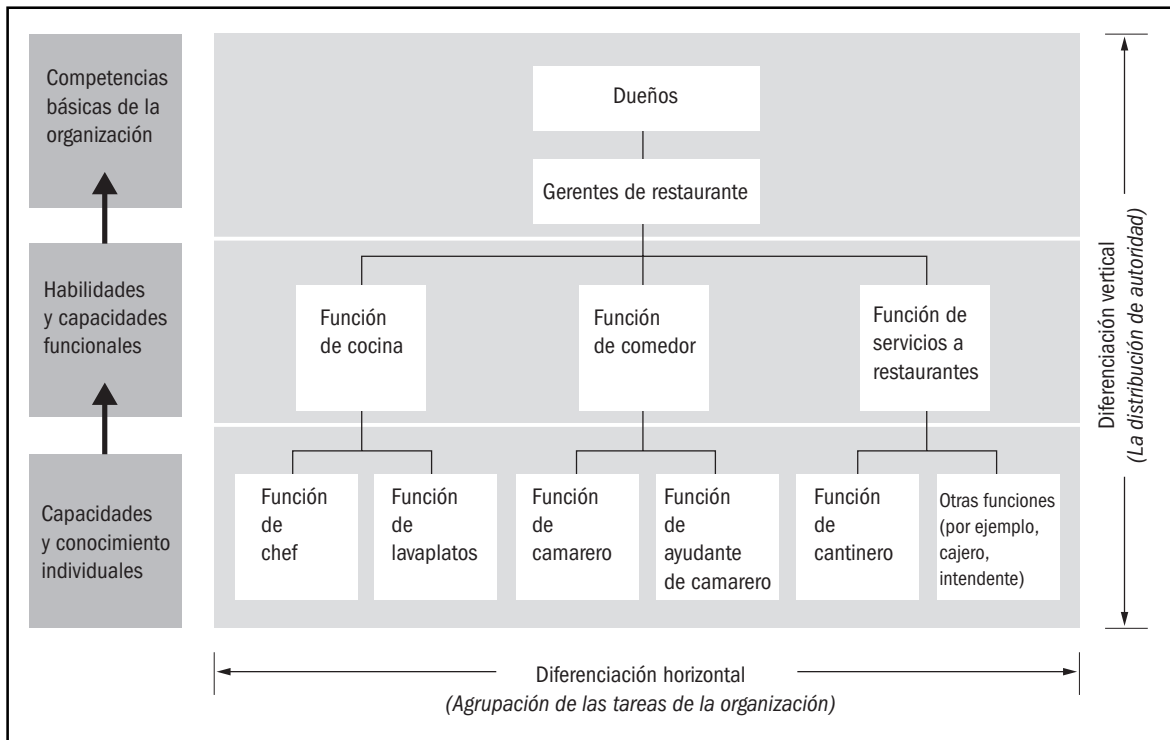 Competencias
básicas de la
organización
Dueños
Gerentes de restaurante
Habilidades
y capacidades
funcionales
Función
de cocina
Función
de comedor
Función de
servicios a
restaurantes
Capacidades
y conocimiento
individuales
Función
de
chef
Función
de
lavaplatos
Función
de
camarero
Función
de
ayudante
de camarero
Función
de
cantinero
Otras funciones
(por ejemplo,
cajero,
intendente)
Diferenciación vertical
(La distribución de autoridad)
Diferenciación horizontal
(Agrupación de las tareas de la organización)